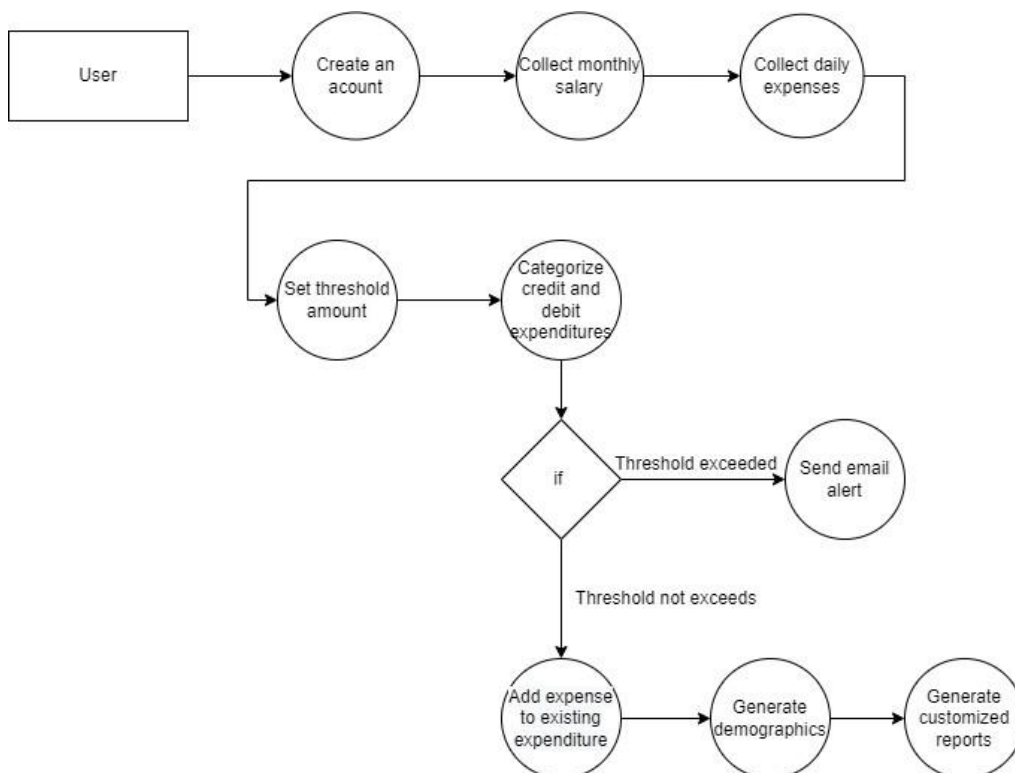 User
Create an
acount
Collect monthly
salary
Collect daily
expenses
Set threshold
amount
Categorize
credit and
debit
expenditures
if
Threshold exceeded
Send email
alert
Threshold not exceeds
Add expense
to existing
expenditure
Generate
demographics
Generate
customized
reports